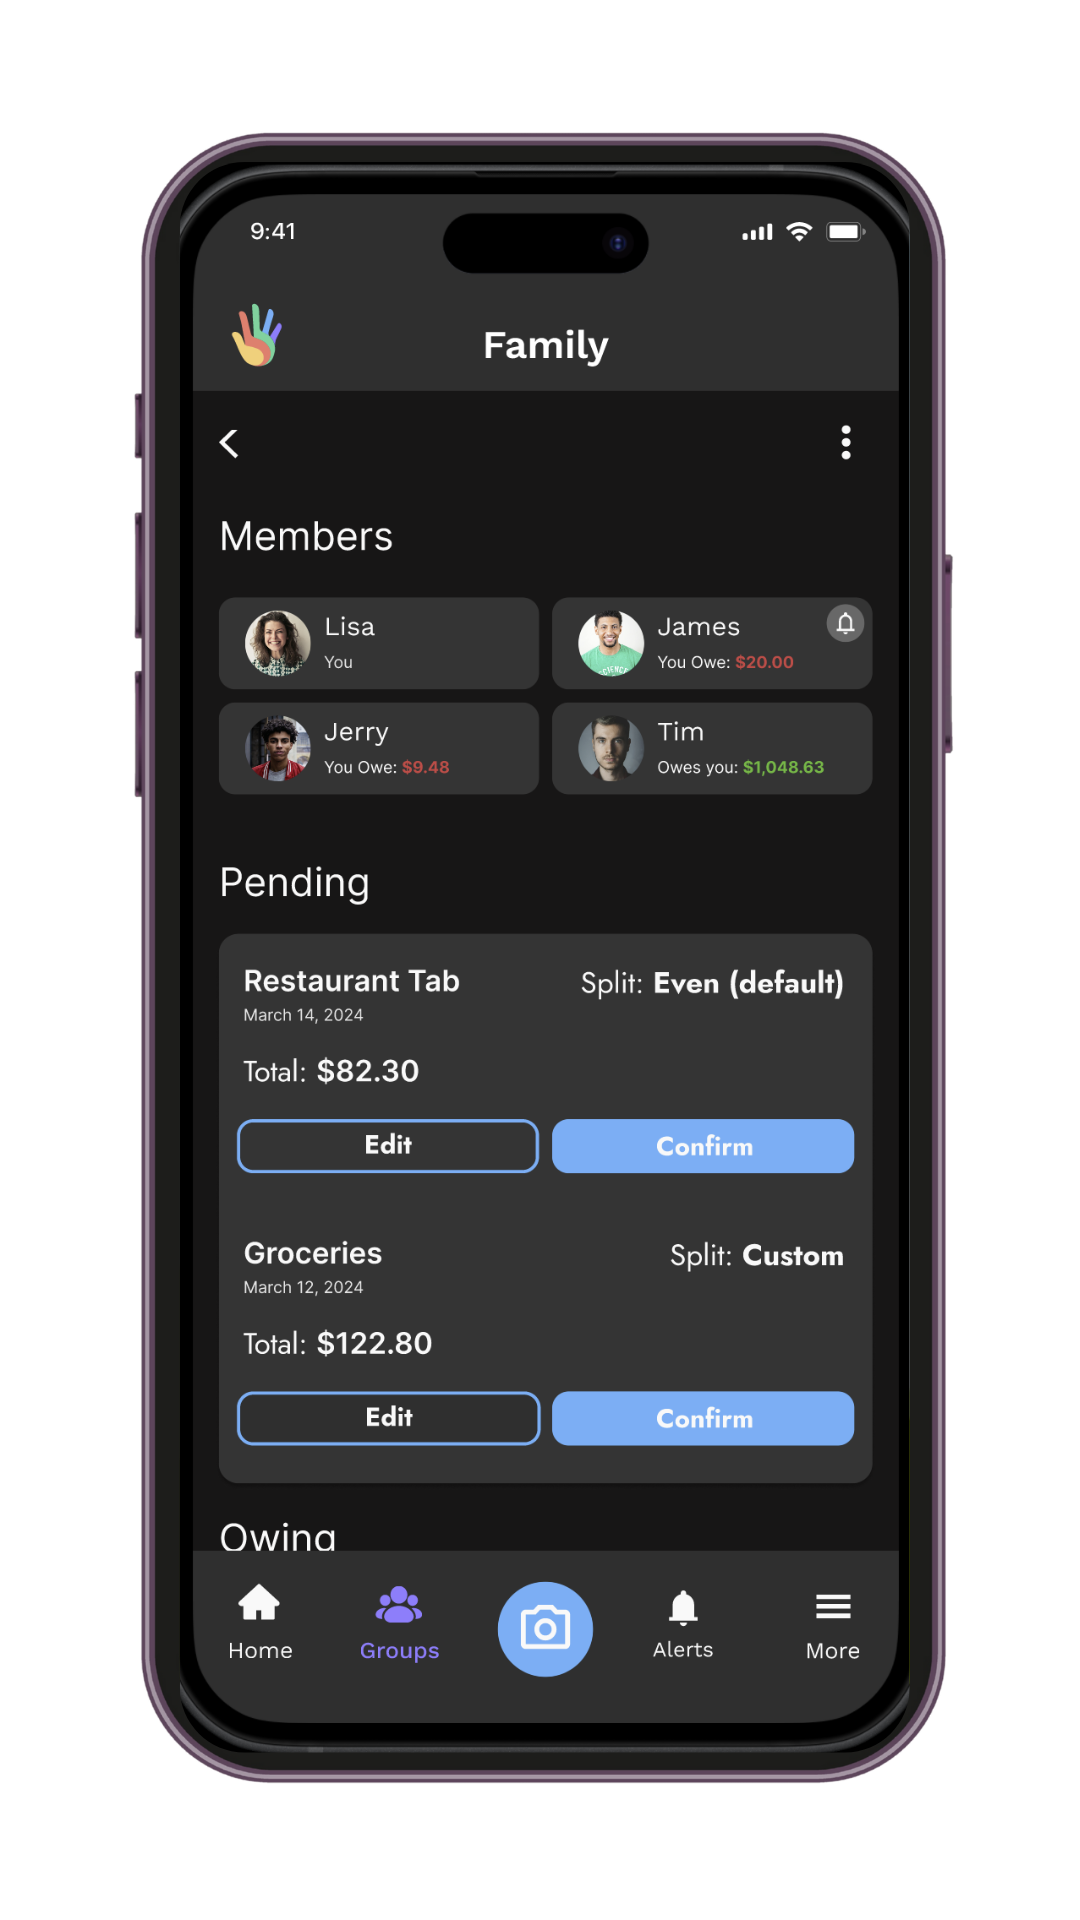 9:41
Family
Members
Lisa
You
James
You Owe: $20.00
Jerry
You Owe: $9.48
Tim
Owes you: $1,048.63
Pending
Restaurant Tab
Split: Even (default)
March 14, 2024
Total: $82.30
Edit
Confirm
Groceries
Split: Custom
March 12, 2024
Total: $122.80
Edit
Confirm
Owing
Home
Groups
Alerts
More